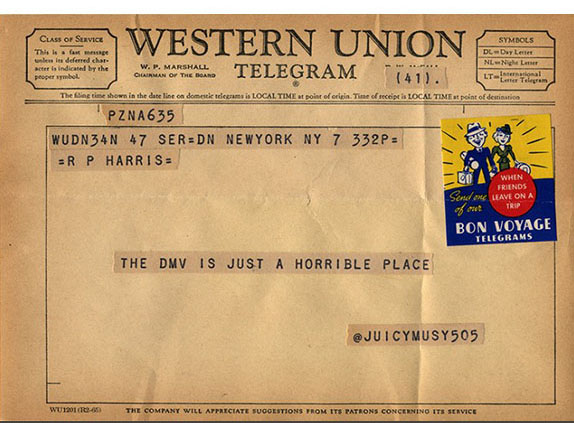 CLASS OF SERVICE
This is a fast message
unless its deferred character
is indicated by the
proper symbol.
WESTERN UNION
TELEGRAM
®
W. P. MARSHALL
CHAIRMAN OF THE BOARD
(41).
SYMBOLS
DL=Day Letter
NL=Night Letter
LT=International
Letter Telegram
The filing time shown in the date line on domestic telegrams is LOCAL TIME at point of origin. Time of receipt is LOCAL TIME at point of destination
PZNA635
WUDN34N 47 SER=DN NEWYORK NY 7 332P=
=R P HARRIS=
WHEN
FRIENDS
LEAVE ON A
TRIP
Send one
of our
BON VOYAGE
TELEGRAMS
THE DMV IS JUST A HORRIBLE PLACE
@JUICYMUSY505
WU1201 (R2-65)
THE COMPANY WILL APPRECIATE SUGGESTIONS FROM ITS PATRONS CONCERNING ITS SERVICE